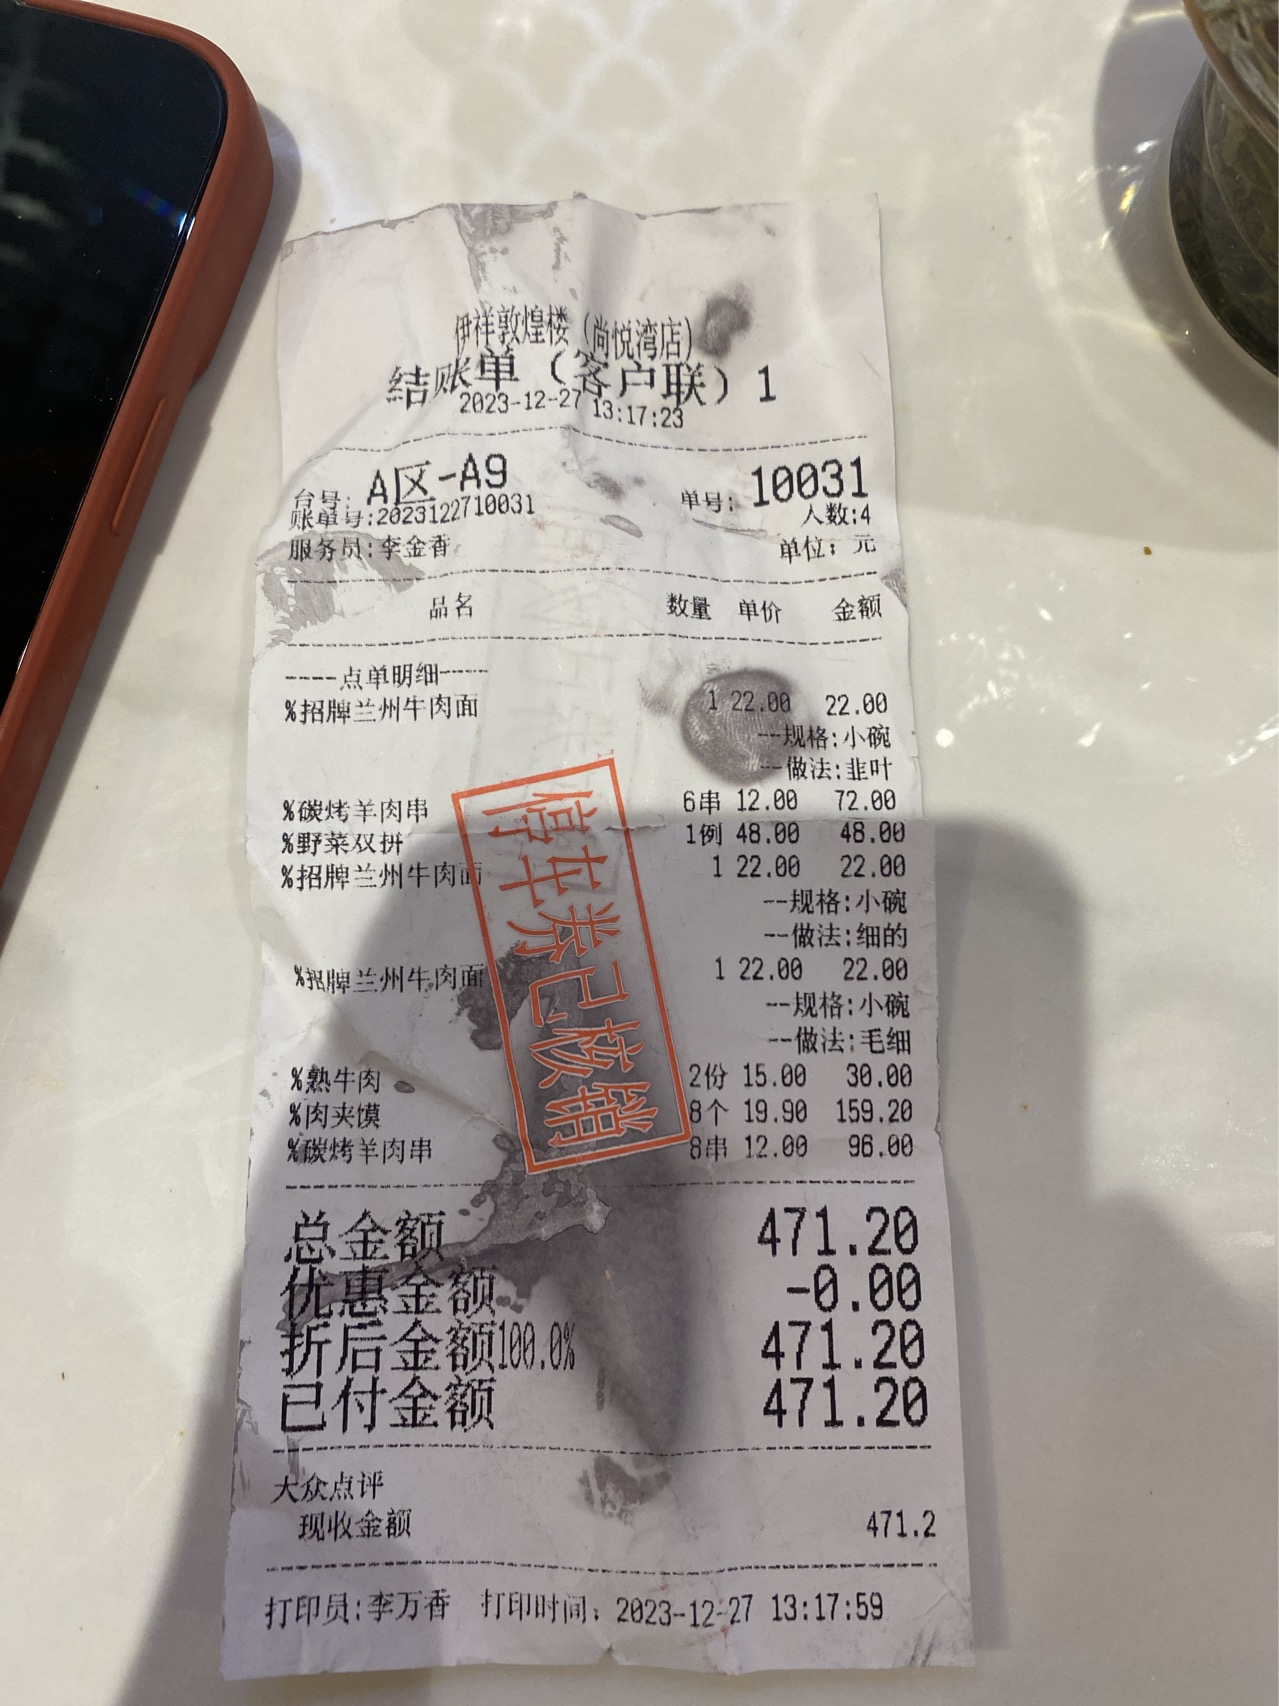 伊祥敦煌楼（尚悦湾店）
结账单（客户联）1
2023-12-27 13:17:23
台号: A区-A9 单号: 10031
账单号:2023122710031 人数:4
服务员:李金香 单位: 元
品名 数量 单价 金额
----点单明细----
%招牌兰州牛肉面 1 22.00 22.00
--规格:小碗
--做法:韭叶
%碳烤羊肉串 6串 12.00 72.00
%野菜双拼 1例 48.00 48.00
%招牌兰州牛肉面 1 22.00 22.00
--规格:小碗
--做法:细的
%招牌兰州牛肉面 1 22.00 22.00
--规格:小碗
--做法:毛细
%熟牛肉 2份 15.00 30.00
%肉夹馍 8个 19.90 159.20
%碳烤羊肉串 8串 12.00 96.00
停车券已核销
总金额 471.20
优惠金额 -0.00
折后金额100.0% 471.20
已付金额 471.20
大众点评
现收金额 471.2
打印员:李万香 打印时间: 2023-12-27 13:17:59